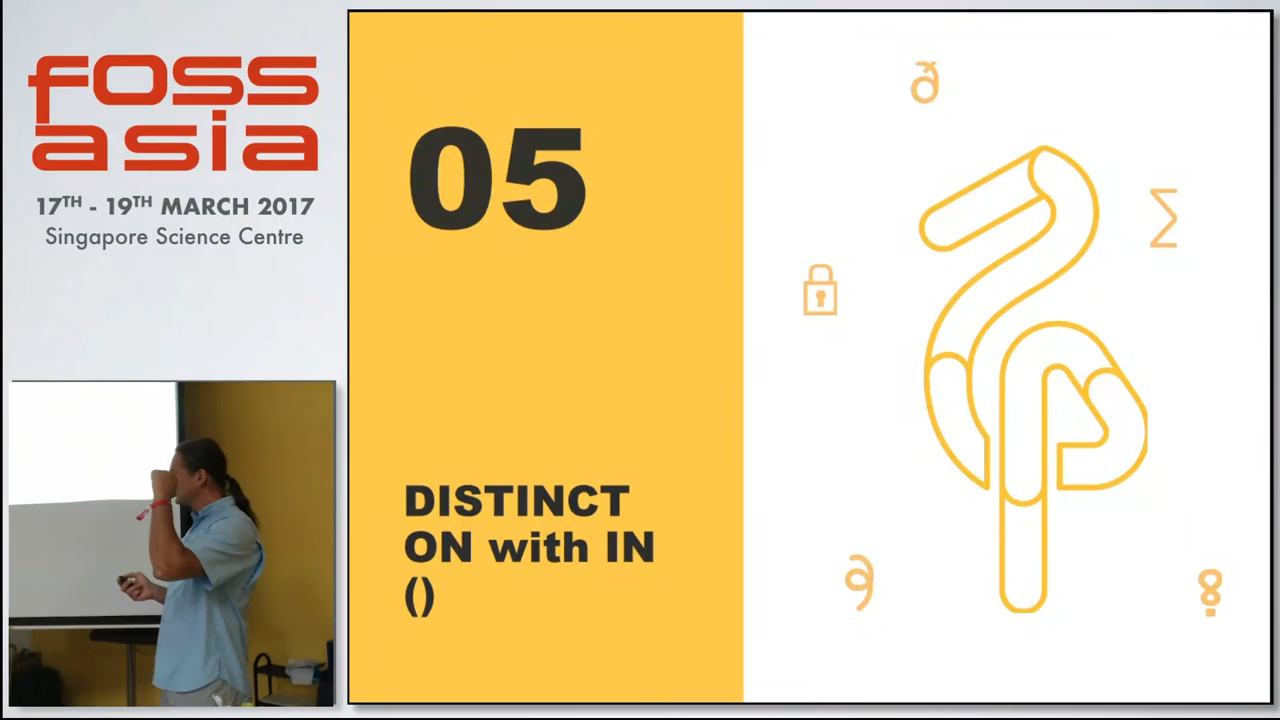 foss
asia
17TH - 19TH MARCH 2017
Singapore Science Centre
05
DISTINCT
ON with IN
()
Σ